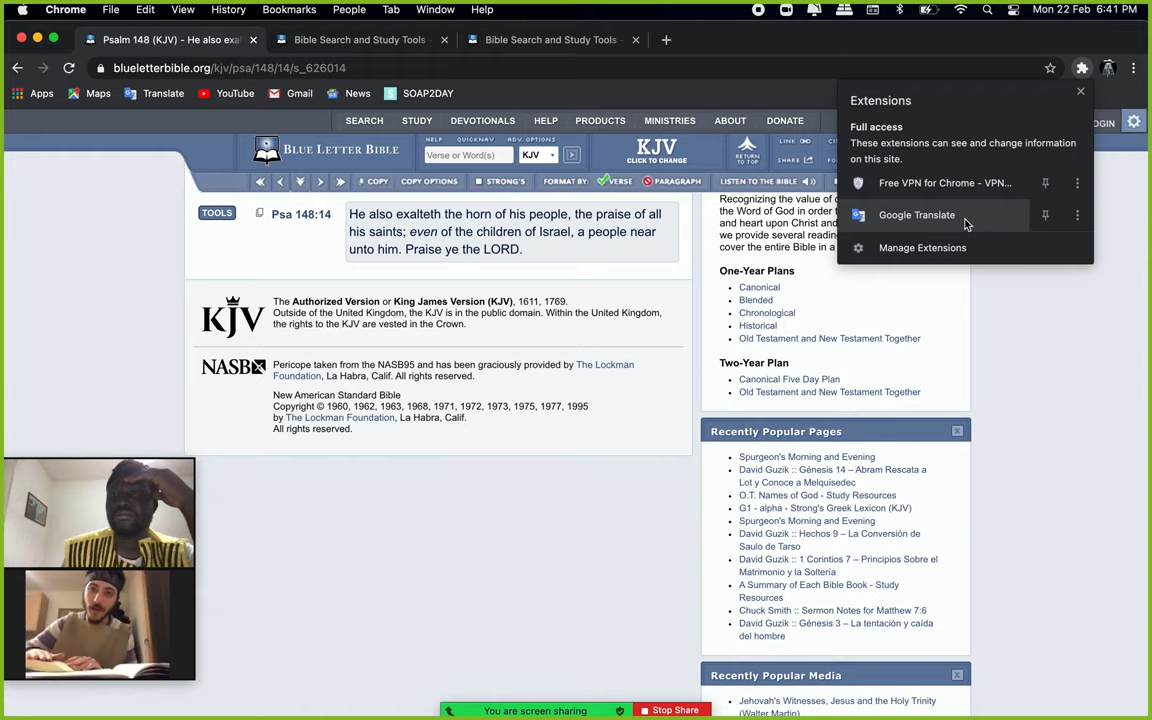 Chrome File Edit View History Bookmarks People Tab Window Help Mon 22 Feb 6:41 PM
Psalm 148 (KJV) - He also exa Bible Search and Study Tools - Bible Search and Study Tools -
blueletterbible.org/kjv/psa/148/14/s_626014
Apps Maps Translate YouTube Gmail News SOAP2DAY
SEARCH STUDY DEVOTIONALS HELP PRODUCTS MINISTRIES ABOUT DONATE OGIN
BLUE LETTER BIBLE
HELP QUICKNAV ADV. OPTIONS
Verse or Word(s) KJV
KJV
CLICK TO CHANGE
RETURN
TO TOP
LINK
SHARE
COPY COPY OPTIONS STRONG'S FORMAT BY: VERSE PARAGRAPH LISTEN TO THE BIBLE
Extensions
Full access
These extensions can see and change information
on this site.
Free VPN for Chrome - VPN...
Google Translate
Manage Extensions
TOOLS Psa 148:14
He also exalteth the horn of his people, the praise of all
his saints; even of the children of Israel, a people near
unto him. Praise ye the LORD.
KJV
The Authorized Version or King James Version (KJV), 1611, 1769.
Outside of the United Kingdom, the KJV is in the public domain. Within the United Kingdom,
the rights to the KJV are vested in the Crown.
NASB
Pericope taken from the NASB95 and has been graciously provided by The Lockman
Foundation, La Habra, Calif. All rights reserved.
New American Standard Bible
Copyright © 1960, 1962, 1963, 1968, 1971, 1972, 1973, 1975, 1977, 1995
by The Lockman Foundation, La Habra, Calif.
All rights reserved.
Recognizing the value of
the Word of God in order t
and heart upon Christ and
we provide several reading
cover the entire Bible in a
One-Year Plans
Canonical
Blended
Chronological
Historical
Old Testament and New Testament Together
Two-Year Plan
Canonical Five Day Plan
Old Testament and New Testament Together
Recently Popular Pages
Spurgeon's Morning and Evening
David Guzik :: Génesis 14 – Abram Rescata a
Lot y Conoce a Melquisedec
O.T. Names of God - Study Resources
G1 - alpha - Strong's Greek Lexicon (KJV)
Spurgeon's Morning and Evening
David Guzik :: Hechos 9 – La Conversión de
Saulo de Tarso
David Guzik :: 1 Corintios 7 – Principios Sobre el
Matrimonio y la Soltería
A Summary of Each Bible Book - Study
Resources
Chuck Smith :: Sermon Notes for Matthew 7:6
David Guzik :: Génesis 3 – La tentación y caída
del hombre
Recently Popular Media
Jehovah's Witnesses, Jesus and the Holy Trinity
(Walter Martin)
You are screen sharing Stop Share